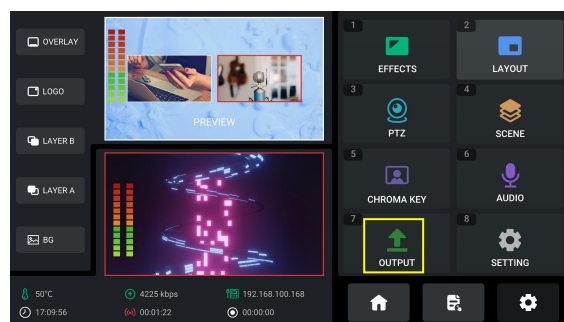 OVERLAY
LOGO
LAYER B
LAYER A
BG
PREVIEW
50°C
4225 kbps
192.168.100.168
17:09:56
00:01:22
00:00:00
1
EFFECTS
2
LAYOUT
3
PTZ
4
SCENE
5
CHROMA KEY
6
AUDIO
7
OUTPUT
8
SETTING